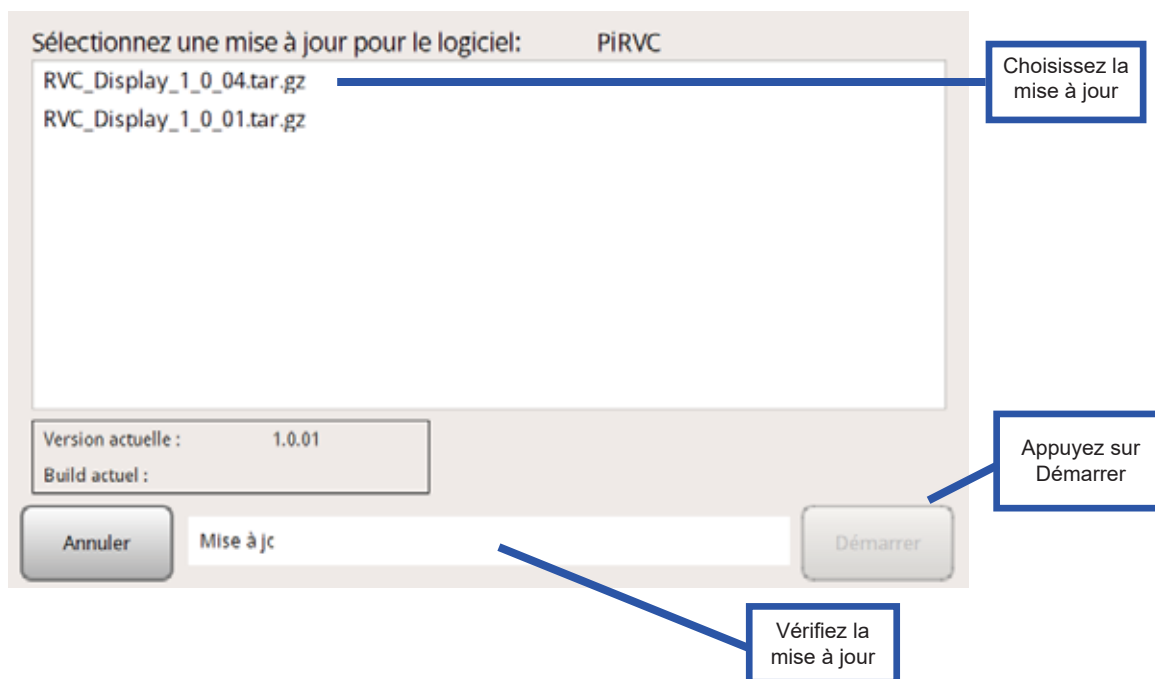 Sélectionnez une mise à jour pour le logiciel: PiRVC
RVC_Display_1_0_04.tar.gz
RVC_Display_1_0_01.tar.gz
Choisissez la
mise à jour
Version actuelle : 1.0.01
Build actuel :
Appuyez sur
Démarrer
Annuler
Mise à jc
Démarrer
Vérifiez la
mise à jour